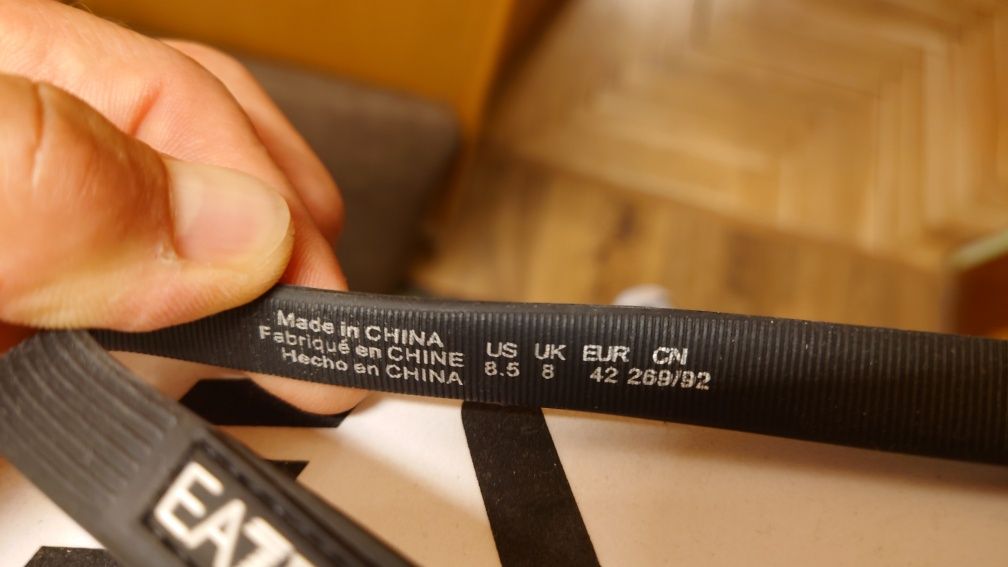 Made in CHINA
Fabriqué en CHINE
Hecho en CHINA
US UK EUR CN
8.5 8 42 269/92